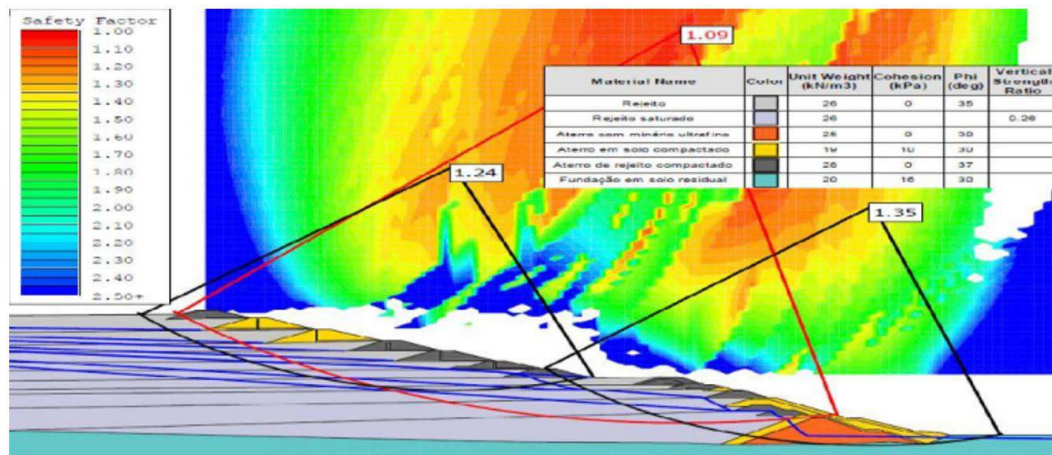 Safety Factor
1.00
1.10
1.20
1.30
1.40
1.50
1.60
1.70
1.80
1.90
2.00
2.10
2.20
2.30
2.40
2.50+
1.09
1.24
1.35
Material Name Color Unit Weight (kN/m3) Cohesion (kPa) Phi (deg) Vertical Strength Ratio
Rejeito 26 0 35
Rejeito saturado 26 0.26
Aterro com minério ultrafino 25 0 30
Aterro em solo compactado 19 10 30
Aterro de rejeito compactado 26 0 37
Fundação em solo residual 20 16 30